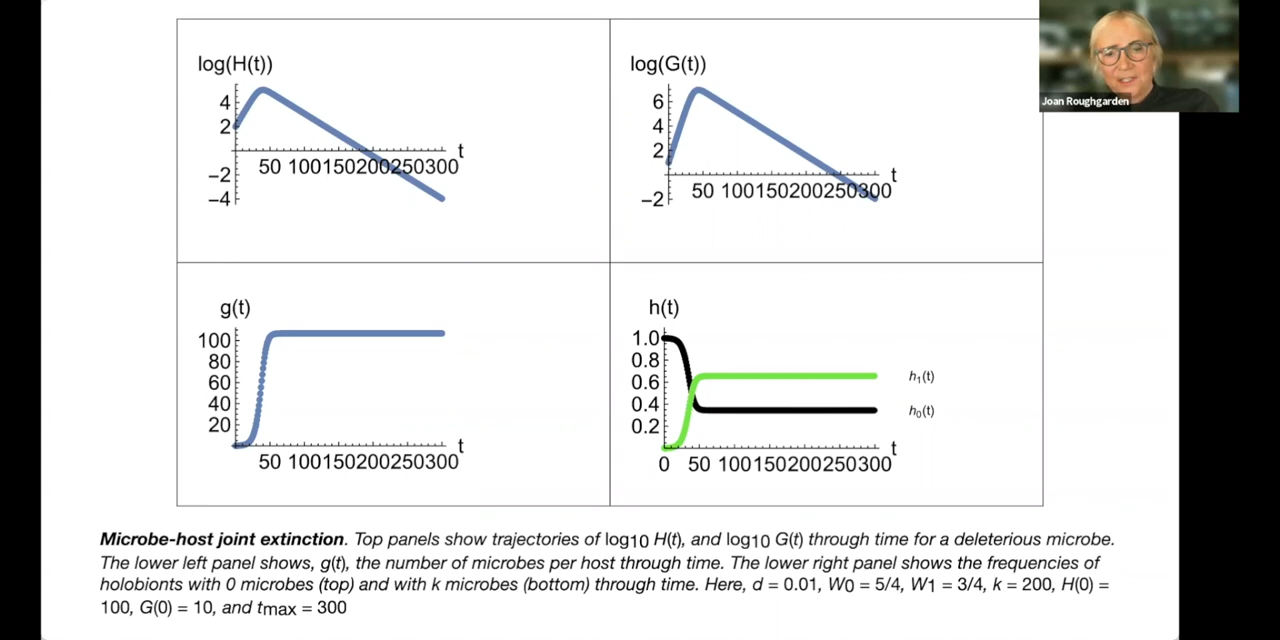 Joan Roughgarden
log(H(t))
4
2
−2
−4
50 100150200250300
t
log(G(t))
6
4
2
−2
50 100150200250300
t
g(t)
100
80
60
40
20
50 100150200250300
t
h(t)
1.0
0.8
0.6
0.4
0.2
0 50 100150200250300
t
h₁(t)
h₀(t)
Microbe-host joint extinction. Top panels show trajectories of log10 H(t), and log10 G(t) through time for a deleterious microbe.
The lower left panel shows, g(t), the number of microbes per host through time. The lower right panel shows the frequencies of
holobionts with 0 microbes (top) and with k microbes (bottom) through time. Here, d = 0.01, W0 = 5/4, W1 = 3/4, k = 200, H(0) =
100, G(0) = 10, and tmax = 300